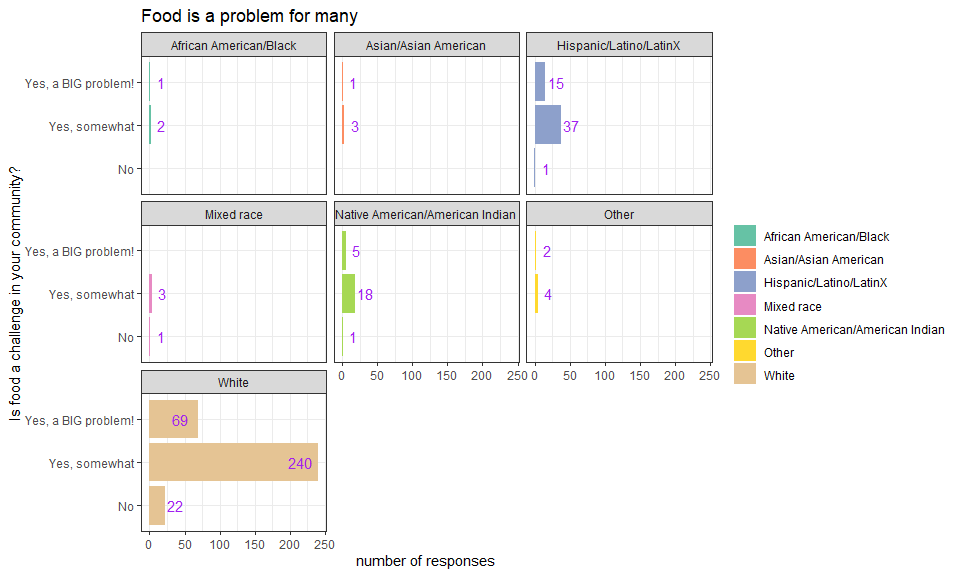 Food is a problem for many
African American/Black
Asian/Asian American
Hispanic/Latino/LatinX
Yes, a BIG problem!
1
1
15
Yes, somewhat
2
3
37
No
1
Mixed race
Native American/American Indian
Other
Yes, a BIG problem!
5
2
Yes, somewhat
3
18
4
No
1
1
0 50 100 150 200 250
0 50 100 150 200 250
White
Yes, a BIG problem!
69
Yes, somewhat
240
No
22
0 50 100 150 200 250
number of responses
Is food a challenge in your community?
African American/Black
Asian/Asian American
Hispanic/Latino/LatinX
Mixed race
Native American/American Indian
Other
White